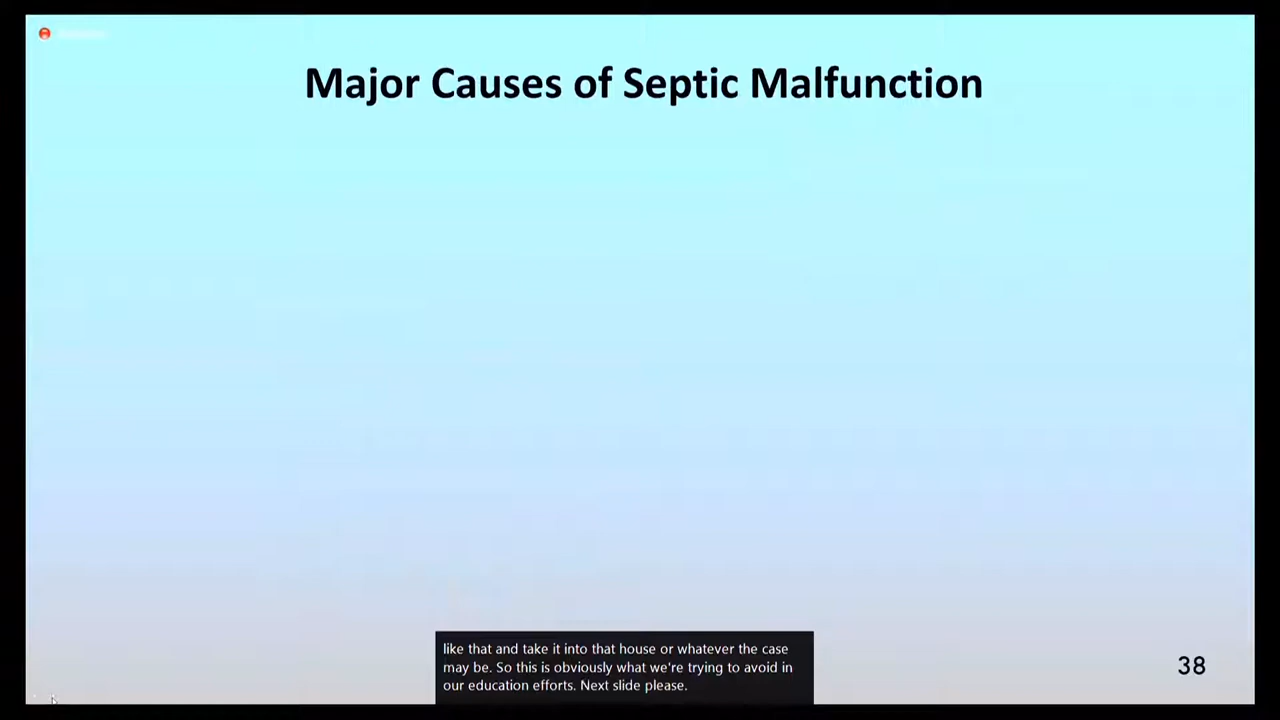 Major Causes of Septic Malfunction
like that and take it into that house or whatever the case
may be. So this is obviously what we're trying to avoid in
our education efforts. Next slide please.
38